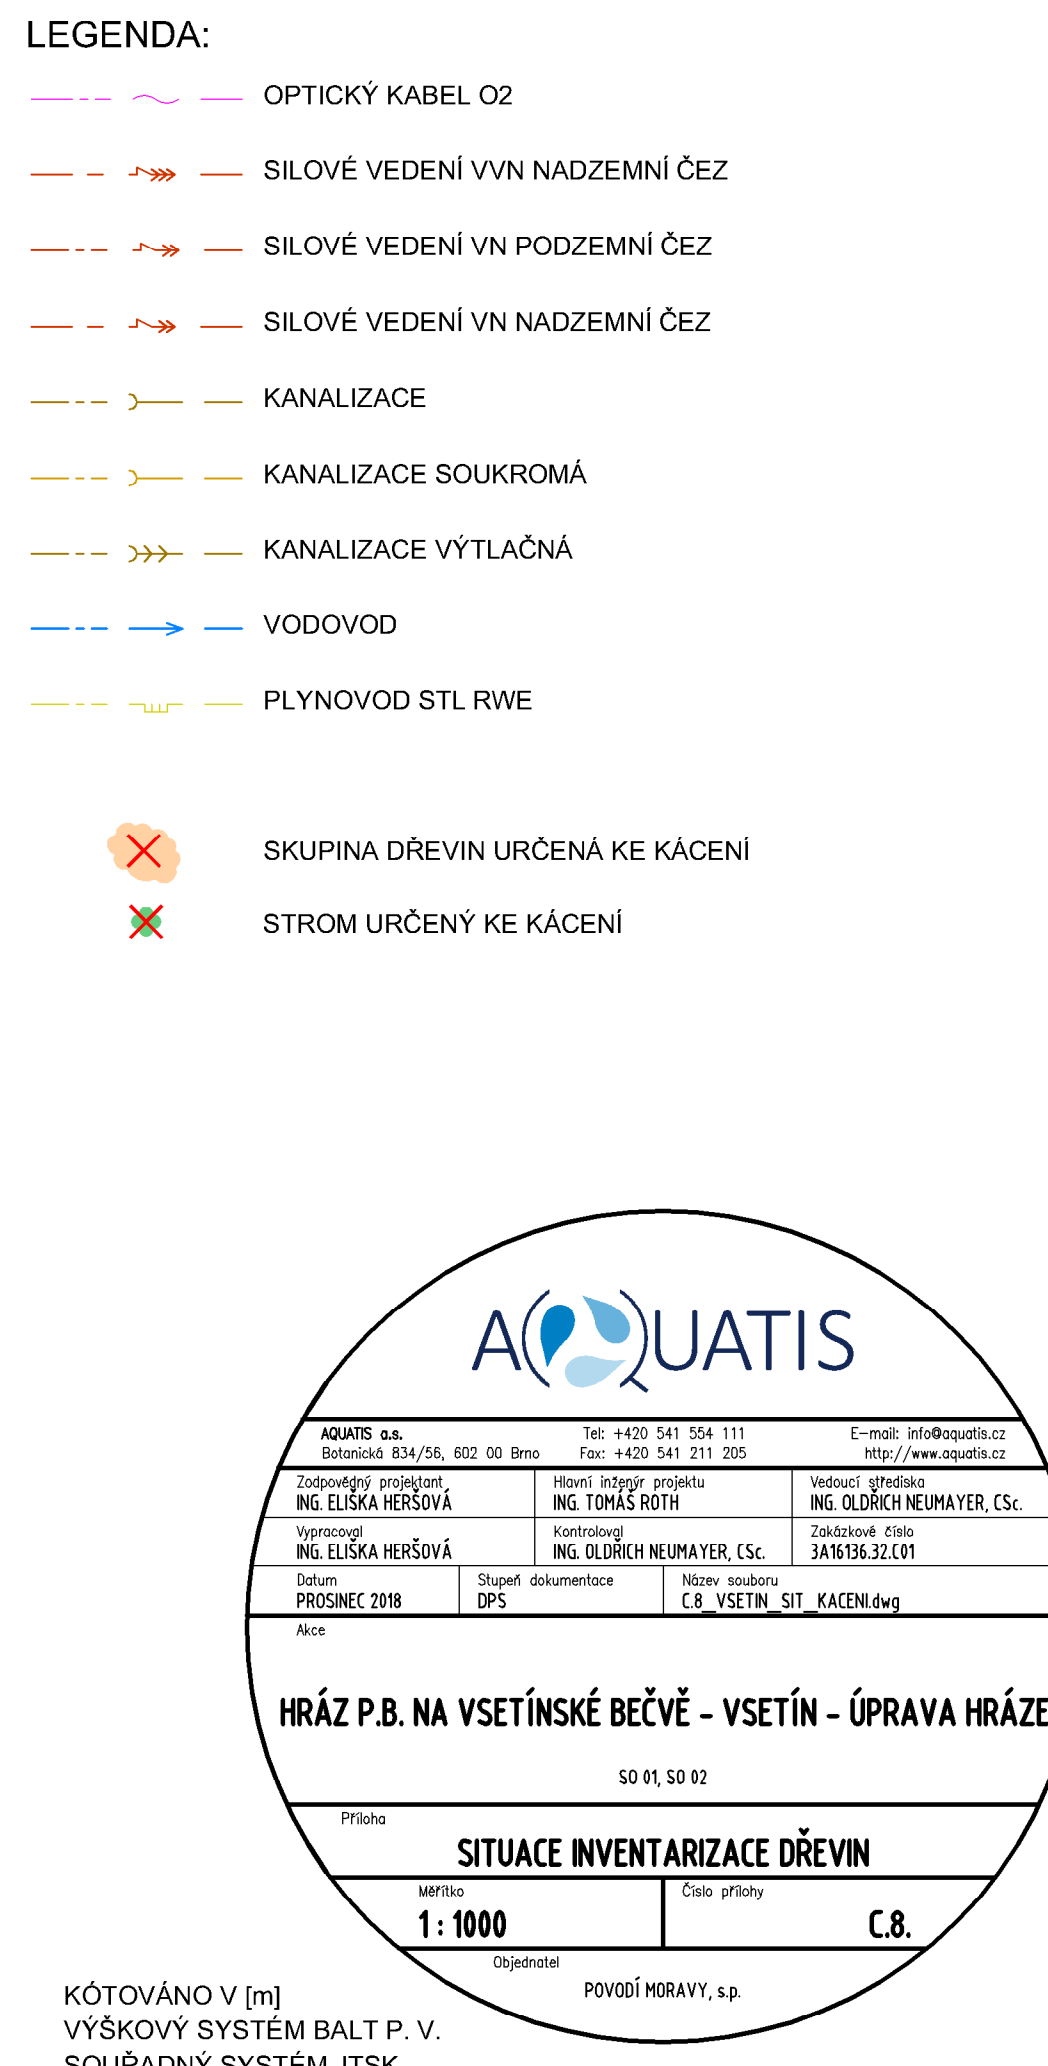 LEGENDA:
OPTICKÝ KABEL O2
SILOVÉ VEDENÍ VVN NADZEMNÍ ČEZ
SILOVÉ VEDENÍ VN PODZEMNÍ ČEZ
SILOVÉ VEDENÍ VN NADZEMNÍ ČEZ
KANALIZACE
KANALIZACE SOUKROMÁ
KANALIZACE VÝTLAČNÁ
VODOVOD
PLYNOVOD STL RWE
SKUPINA DŘEVIN URČENÁ KE KÁCENÍ
STROM URČENÝ KE KÁCENÍ
AQUATIS
AQUATIS a.s. Tel: +420 541 554 111 E-mail: info@aquatis.cz
Botanická 834/56, 602 00 Brno Fax: +420 541 211 205 http://www.aquatis.cz
Zodpovědný projektant Hlavní inženýr projektu Vedoucí střediska
ING. ELIŠKA HERŠOVÁ ING. TOMÁŠ ROTH ING. OLDŘICH NEUMAYER, CSc.
Vypracoval Kontroloval Zakázkové číslo
ING. ELIŠKA HERŠOVÁ ING. OLDŘICH NEUMAYER, CSc. 3A16136.32.C01
Datum Stupeň dokumentace Název souboru
PROSINEC 2018 DPS C.8_VSETIN_SIT_KACENI.dwg
Akce
HRÁZ P.B. NA VSETÍNSKÉ BEČVĚ - VSETÍN - ÚPRAVA HRÁZE
SO 01, SO 02
Příloha
SITUACE INVENTARIZACE DŘEVIN
Měřítko Číslo přílohy
1 : 1000 C.8.
Objednatel
POVODÍ MORAVY, s.p.
KÓTOVÁNO V [m]
VÝŠKOVÝ SYSTÉM BALT P. V.
SOUŘADNÝ SYSTÉM JTSK